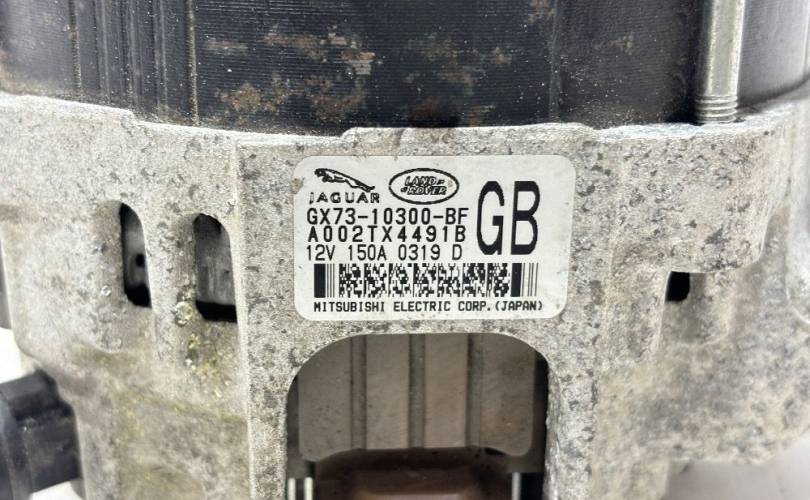 JAGUAR LAND ROVER
GX73-10300-BF GB
A002TX4491B
12V 150A 0319 D
MITSUBISHI ELECTRIC CORP.(JAPAN)